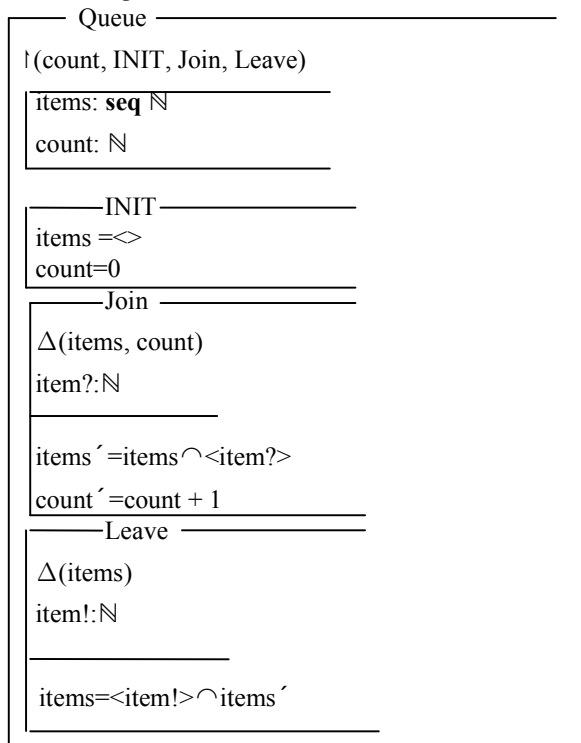 Queue
↾(count, INIT, Join, Leave)
items: seq ℕ
count: ℕ
INIT
items =<>
count=0
Join
Δ(items, count)
item?:ℕ
items´=items⌒<item?>
count´=count + 1
Leave
Δ(items)
item!:ℕ
items=<item!>⌒items´